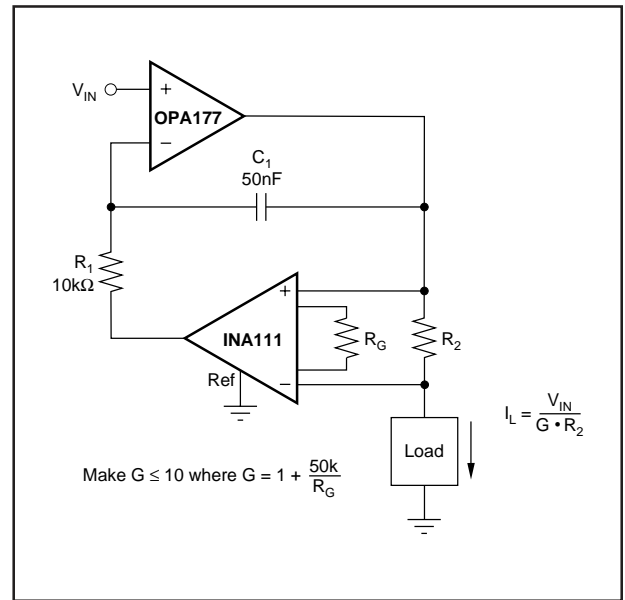 V_IN
+
OPA177
−
C_1
50nF
R_1
10kΩ
+
INA111
R_G
R_2
Ref
−
I_L = V_IN / G • R_2
Load
Make G ≤ 10 where G = 1 + 50k / R_G